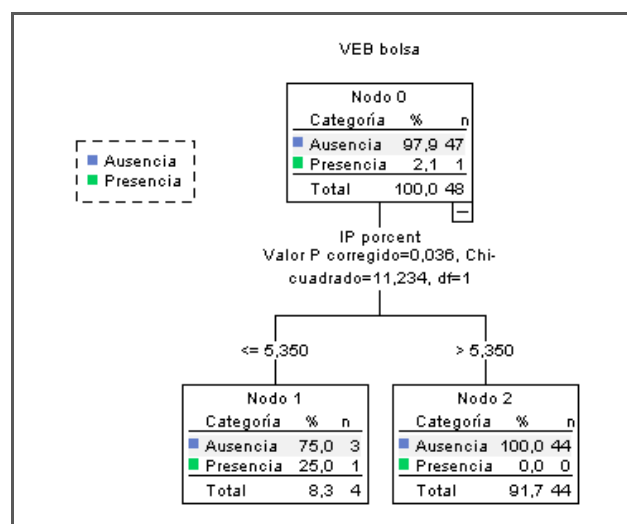 VEB bolsa
Nodo 0
Categoría % n
Ausencia 97,9 47
Presencia 2,1 1
Total 100,0 48
Ausencia
Presencia
IP porcent
Valor P corregido=0,036, Chi-
cuadrado=11,234, df=1
<= 5,350
> 5,350
Nodo 1
Categoría % n
Ausencia 75,0 3
Presencia 25,0 1
Total 8,3 4
Nodo 2
Categoría % n
Ausencia 100,0 44
Presencia 0,0 0
Total 91,7 44